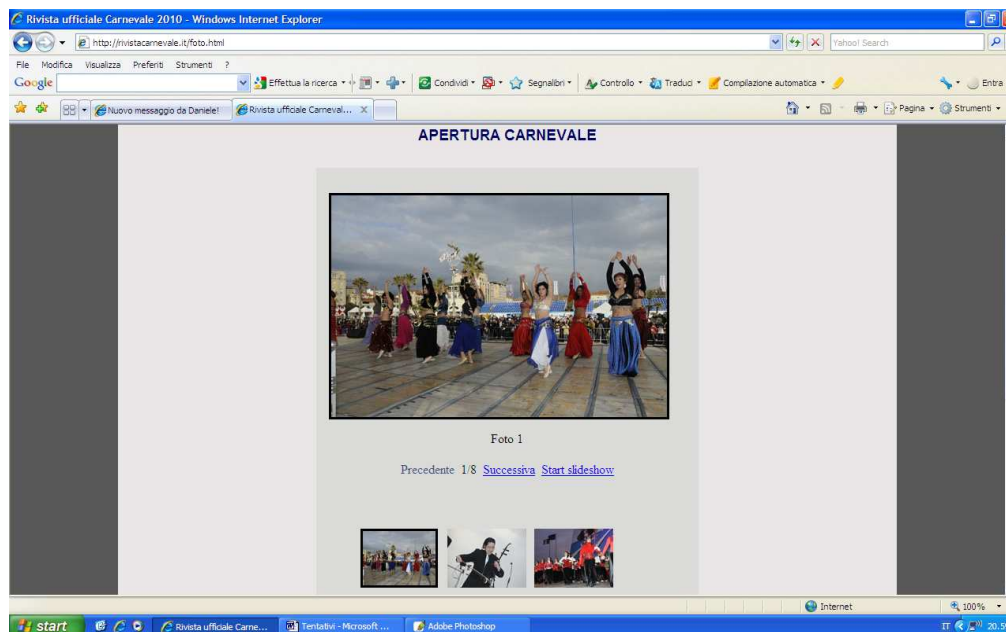 Rivista ufficiale Carnevale 2010 - Windows Internet Explorer
http://rivistacarnevale.it/foto.html
Yahoo! Search
File Modifica Visualizza Preferiti Strumenti ?
Google
Effettua la ricerca
Condividi
Segnalibri
Controllo
Traduci
Compilazione automatica
Entra
Nuovo messaggio da Daniele!
Rivista ufficiale Carneval... X
Pagina
Strumenti
APERTURA CARNEVALE
Foto 1
Precedente 1/8 Successiva Start slideshow
Internet
100%
start
Rivista ufficiale Carne...
Tentativi - Microsoft ...
Adobe Photoshop
IT